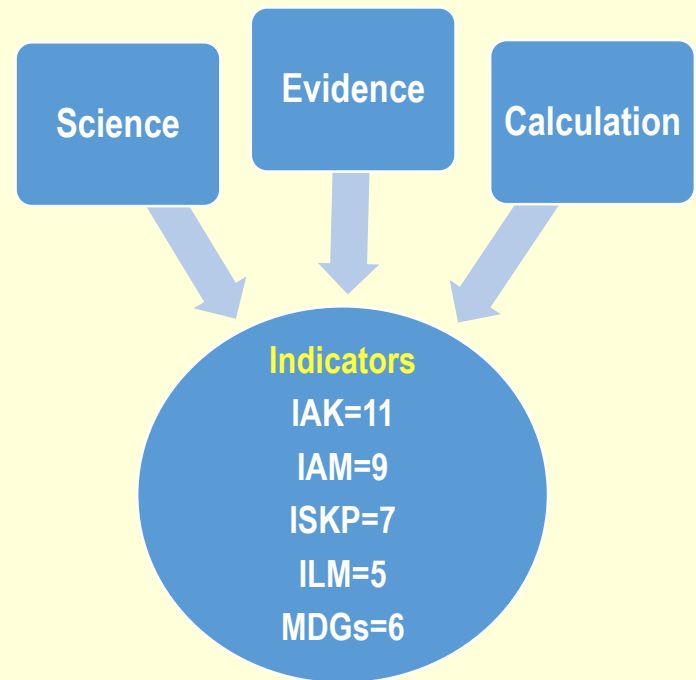 Science
Evidence
Calculation
Indicators
IAK=11
IAM=9
ISKP=7
ILM=5
MDGs=6